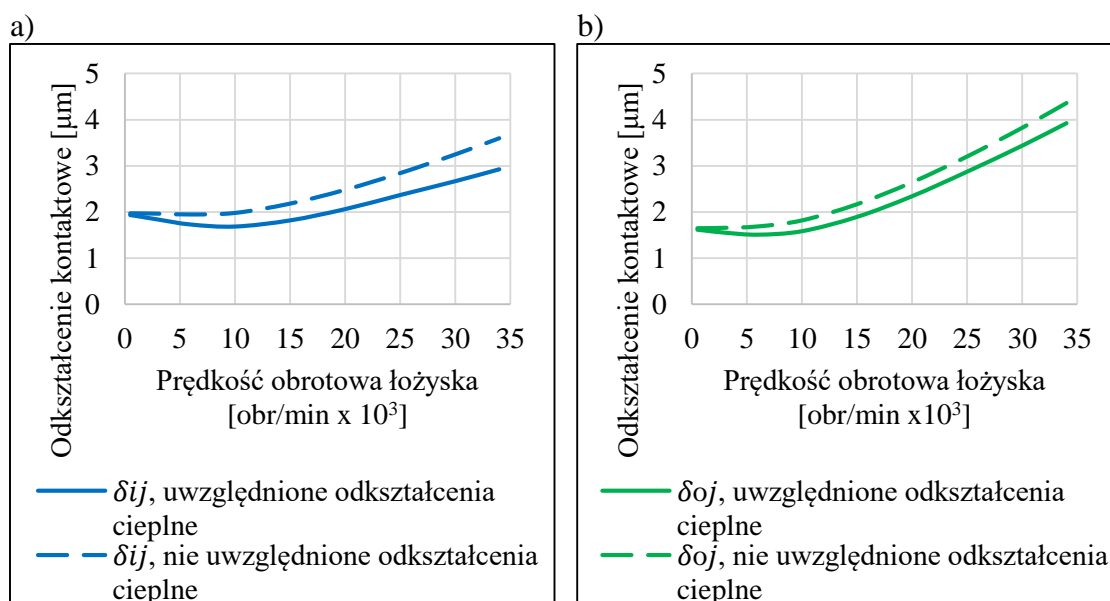 a)
Odkształcenie kontaktowe [μm]
5
4
3
2
1
0
0 5 10 15 20 25 30 35
Prędkość obrotowa łożyska
[obr/min x 10³]
δij, uwzględnione odkształcenia
cieplne
δij, nie uwzględnione odkształcenia
cieplne
b)
Odkształcenie kontaktowe [μm]
5
4
3
2
1
0
0 5 10 15 20 25 30 35
Prędkość obrotowa łożyska
[obr/min x10³]
δoj, uwzględnione odkształcenia
cieplne
δoj, nie uwzględnione odkształcenia
cieplne